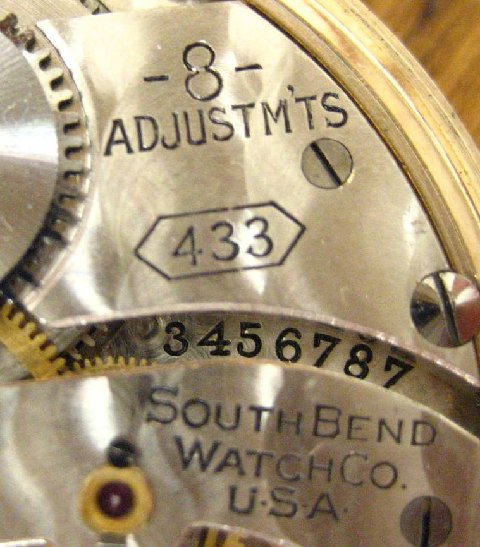 -8-
ADJUSTM'TS
433
3456787
SOUTH BEND
WATCH CO.
U·S·A·